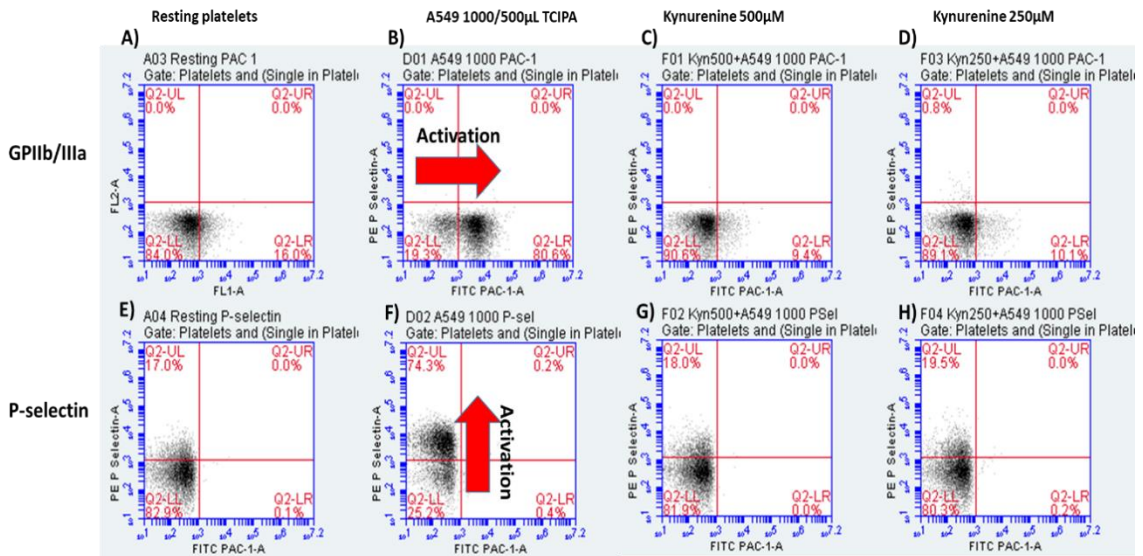 Resting platelets
A549 1000/500μL TCIPA
Kynurenine 500μM
Kynurenine 250μM
GPIIb/IIIa
A)
A03 Resting PAC 1
Gate: Platelets and (Single in Platel
Q2-UL
0.0%
Q2-UR
0.0%
Q2-LL
84.0%
Q2-LR
16.0%
FL2-A
FL1-A
B)
D01 A549 1000 PAC-1
Gate: Platelets and (Single in Platelu
Q2-UL
0.0%
Q2-UR
0.0%
Activation
Q2-LL
19.3%
Q2-LR
80.6%
PE P Selectin-A
FITC PAC-1-A
C)
F01 Kyn500+A549 1000 PAC-1
Gate: Platelets and (Single in Platelu
Q2-UL
0.0%
Q2-UR
0.0%
Q2-LL
90.6%
Q2-LR
9.4%
PE P Selectin-A
FITC PAC-1-A
D)
F03 Kyn250+A549 1000 PAC-1
Gate: Platelets and (Single in Platelu
Q2-UL
0.8%
Q2-UR
0.0%
Q2-LL
89.1%
Q2-LR
10.1%
PE P Selectin-A
FITC PAC-1-A
P-selectin
E)
A04 Resting P-selectin
Gate: Platelets and (Single in Platel
Q2-UL
17.0%
Q2-UR
0.0%
Q2-LL
82.9%
Q2-LR
0.1%
PE P Selectin-A
FITC PAC-1-A
F)
D02 A549 1000 P-sel
Gate: Platelets and (Single in Platelu
Q2-UL
74.3%
Q2-UR
0.2%
Activation
Q2-LL
25.2%
Q2-LR
0.4%
PE P Selectin-A
FITC PAC-1-A
G)
F02 Kyn500+A549 1000 PSel
Gate: Platelets and (Single in Platelu
Q2-UL
18.0%
Q2-UR
0.0%
Q2-LL
81.9%
Q2-LR
0.0%
PE P Selectin-A
FITC PAC-1-A
H)
F04 Kyn250+A549 1000 PSel
Gate: Platelets and (Single in Platelu
Q2-UL
19.5%
Q2-UR
0.0%
Q2-LL
80.3%
Q2-LR
0.2%
PE P Selectin-A
FITC PAC-1-A